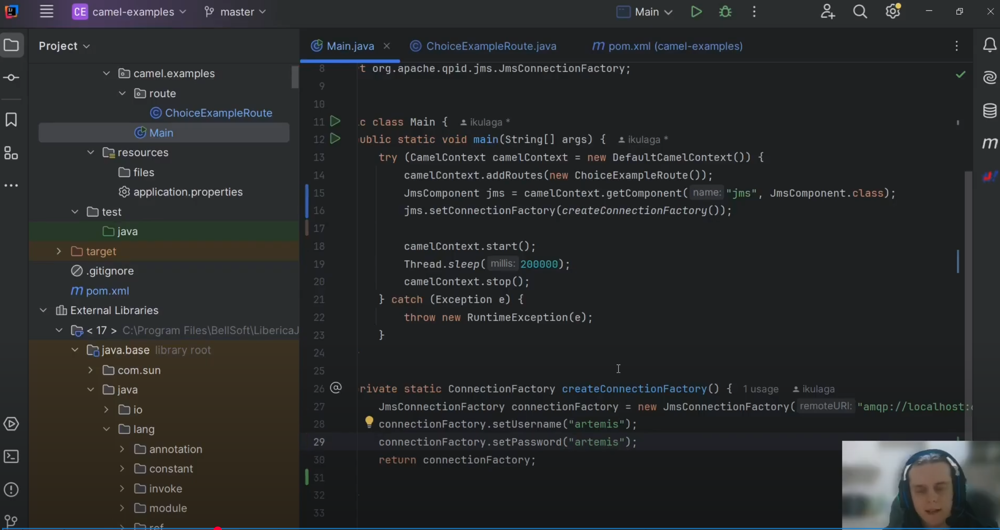 CE camel-examples master Main
Project
camel.examples
route
ChoiceExampleRoute
Main
resources
files
application.properties
test
java
target
.gitignore
m pom.xml
External Libraries
< 17 > C:\Program Files\BellSoft\LibericaJ
java.base library root
com.sun
java
io
lang
annotation
constant
invoke
module
ref
Main.java ChoiceExampleRoute.java m pom.xml (camel-examples)
8 t org.apache.qpid.jms.JmsConnectionFactory;
9
10
11 c class Main { ikulaga *
12 ublic static void main(String[] args) { ikulaga *
13 try (CamelContext camelContext = new DefaultCamelContext()) {
14 camelContext.addRoutes(new ChoiceExampleRoute());
15 JmsComponent jms = camelContext.getComponent( name: "jms", JmsComponent.class);
16 jms.setConnectionFactory(createConnectionFactory());
17
18 camelContext.start();
19 Thread.sleep( millis: 200000);
20 camelContext.stop();
21 } catch (Exception e) {
22 throw new RuntimeException(e);
23 }
24
25
26 rivate static ConnectionFactory createConnectionFactory() { 1 usage ikulaga
27 JmsConnectionFactory connectionFactory = new JmsConnectionFactory( remoteURI: "amqp://localhost:
28 connectionFactory.setUsername("artemis");
29 connectionFactory.setPassword("artemis");
30 return connectionFactory;
31
32
33
m